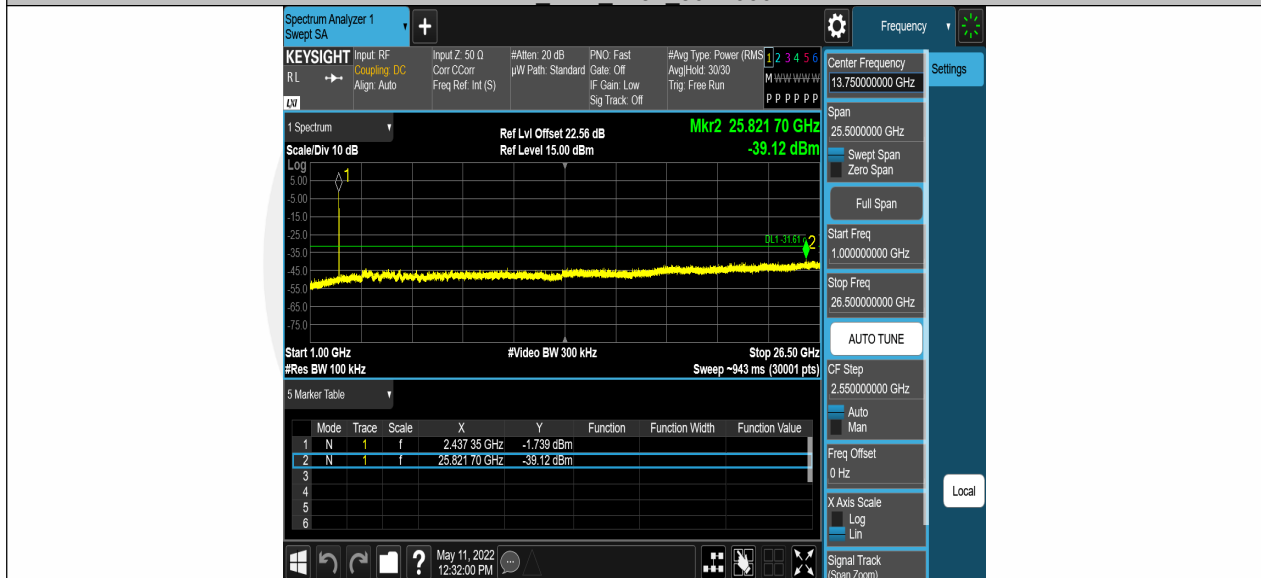 Spectrum Analyzer 1
Swept SA
+
Frequency
KEYSIGHT
RL
LXI
Input: RF
Coupling: DC
Align: Auto
Input Z: 50 Ω
Corr CCorr
Freq Ref: Int (S)
#Atten: 20 dB
µW Path: Standard
PNO: Fast
Gate: Off
IF Gain: Low
Sig Track: Off
#Avg Type: Power (RMS
Avg|Hold: 30/30
Trig: Free Run
1 2 3 4 5 6
M W W W W W
P P P P P P
1 Spectrum
Scale/Div 10 dB
Ref Lvl Offset 22.56 dB
Ref Level 15.00 dBm
Mkr2 25.821 70 GHz
-39.12 dBm
Log
5.00
-5.00
-15.0
-25.0
-35.0
-45.0
-55.0
-65.0
-75.0
1
DL1 -31.61
2
Start 1.00 GHz
#Video BW 300 kHz
Stop 26.50 GHz
#Res BW 100 kHz
Sweep ~943 ms (30001 pts)
5 Marker Table
Mode Trace Scale X Y Function Function Width Function Value
1 N 1 f 2.437 35 GHz -1.739 dBm
2 N 1 f 25.821 70 GHz -39.12 dBm
3
4
5
6
?
May 11, 2022
12:32:00 PM
Center Frequency
13.750000000 GHz
Span
25.5000000 GHz
Swept Span
Zero Span
Full Span
Start Freq
1.000000000 GHz
Stop Freq
26.500000000 GHz
AUTO TUNE
CF Step
2.550000000 GHz
Auto
Man
Freq Offset
0 Hz
X Axis Scale
Log
Lin
Signal Track
(Span Zoom)
Settings
Local